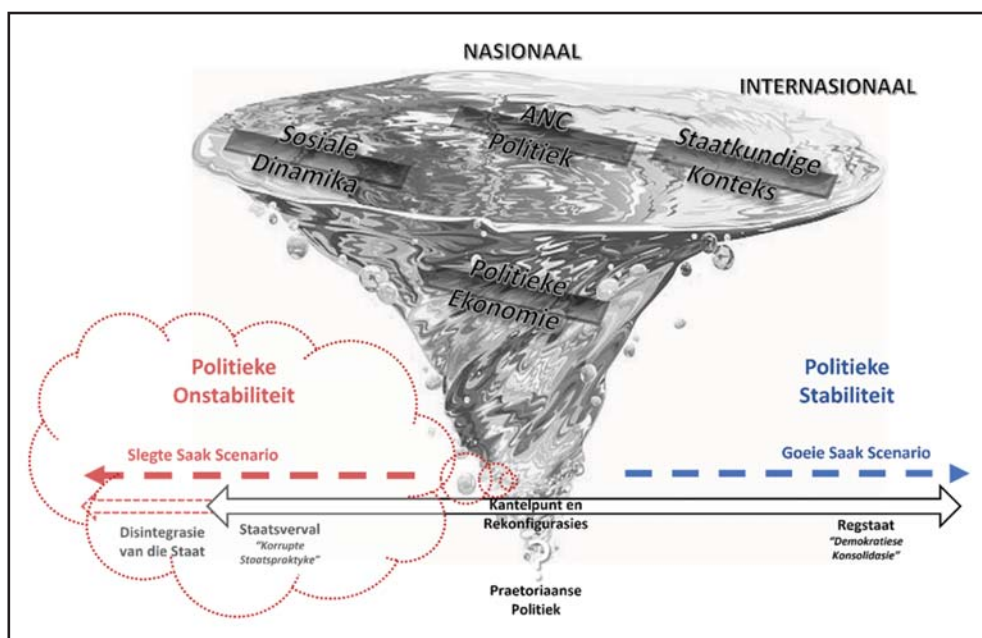 NASIONAAL
INTERNASIONAAL
Sosiale
Dinamika
ANC
Politiek
Staatkundige
Konteks
Politieke
Ekonomie
Politieke
Onstabiliteit
Politieke
Stabiliteit
Slegte Saak Scenario
Goeie Saak Scenario
Disintegrasie
van die Staat
Staatsverval
"Korrupte
Staatspraktyke"
Kantelpunt en
Rekonfigurasies
Regstaat
"Demokratiese
Konsolidasie"
?
Praetoriaanse
Politiek